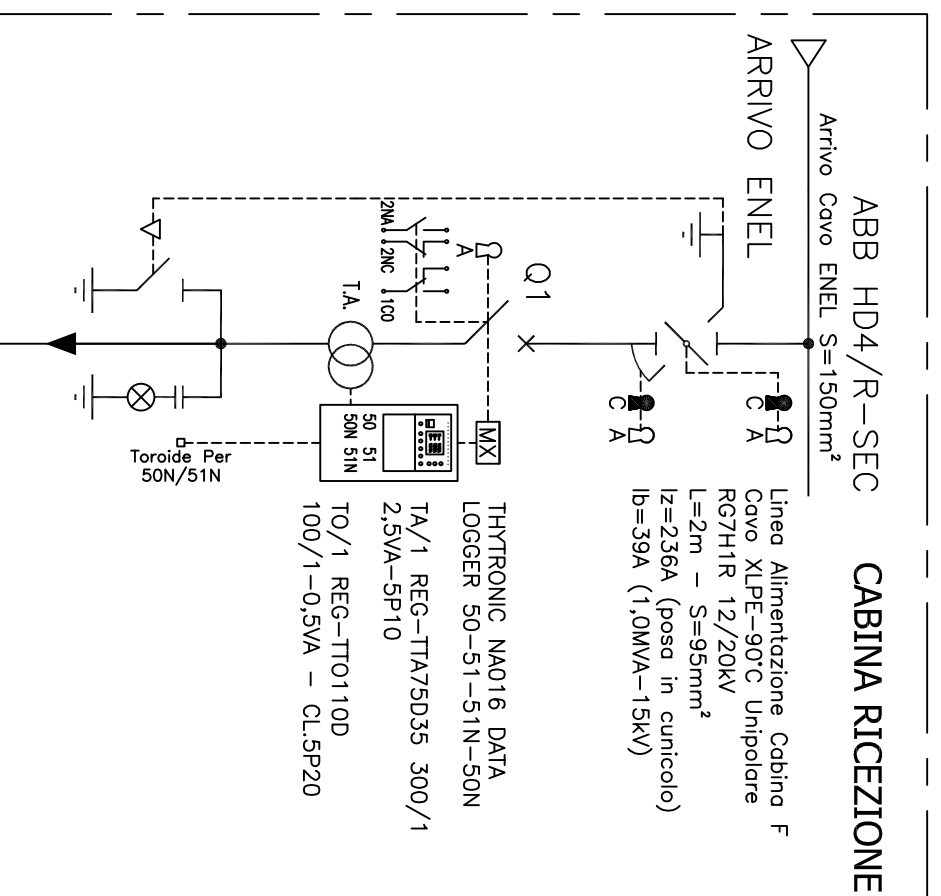 CABINA RICEZIONE
ABB HD4/R-SEC
Arrivo Cavo ENEL S=150mm²
ARRIVO ENEL
C A
C A
Linea Alimentazione Cabina F
Cavo XLPE-90°C Unipolare
RG7H1R 12/20kV
L=2m - S=95mm²
Iz=236A (posa in cunicolo)
Ib=39A (1,0MVA-15kV)
Q1
A
2NA
2NC
1CO
MX
T.A.
50 51
50N 51N
THYTRONIC NA016 DATA
LOGGER 50-51-51N-50N
TA/1 REG-TTA75D35 300/1
2,5VA-5P10
TO/1 REG-TTO110D
100/1-0,5VA - CL.5P20
Toroide Per
50N/51N